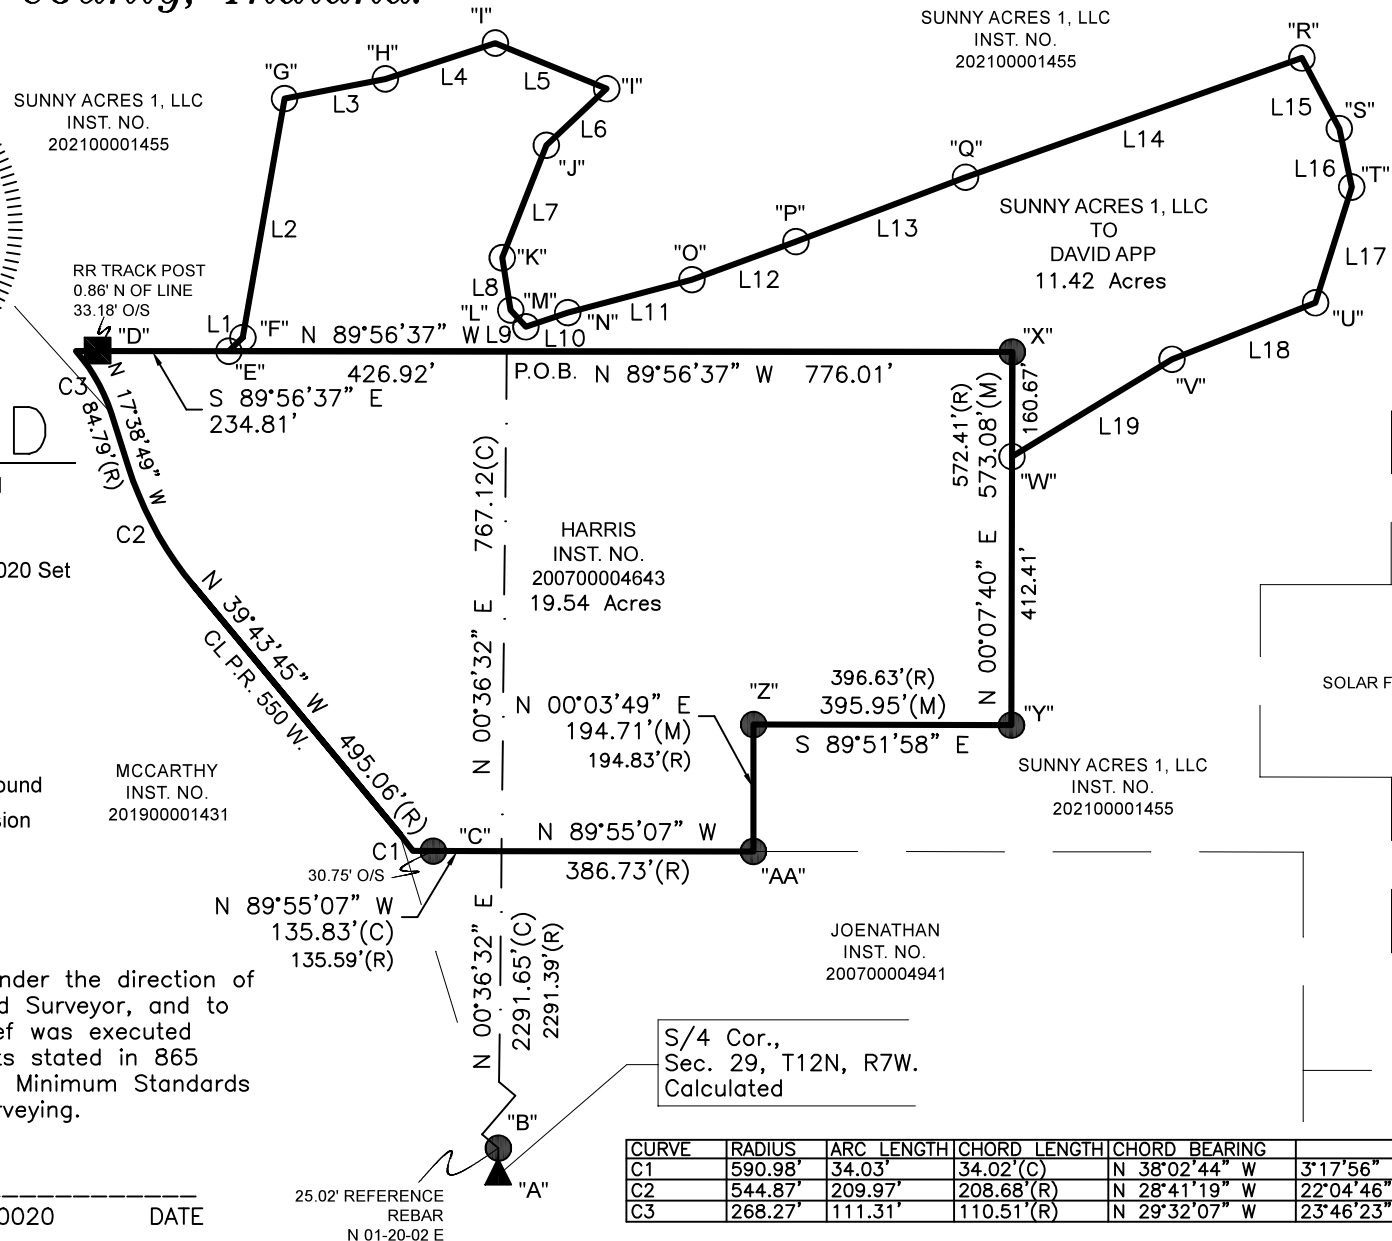 County, Indiana.
SUNNY ACRES 1, LLC
INST. NO.
202100001455
SUNNY ACRES 1, LLC
INST. NO.
202100001455
"G"
"H"
"I"
"I"
"J"
"K"
"L"
"M"
"N"
"O"
"P"
"Q"
"R"
"S"
"T"
"U"
"V"
"W"
"X"
"Y"
"Z"
"AA"
"F"
"E"
"D"
"C"
"B"
"A"
L1
L2
L3
L4
L5
L6
L7
L8
L9
L10
L11
L12
L13
L14
L15
L16
L17
L18
L19
SUNNY ACRES 1, LLC
TO
DAVID APP
11.42 Acres
RR TRACK POST
0.86' N OF LINE
33.18' O/S
N 89°56'37" W
426.92'
P.O.B.
N 89°56'37" W 776.01'
S 89°56'37" E
234.81'
C3
N 17°38'49" W
84.79'(R)
D
C2
020 Set
N 39°43'45" W
CL P.R. 550 W.
495.06'(R)
N 00°36'32" E 767.12(C)
HARRIS
INST. NO.
200700004643
19.54 Acres
572.41'(R)
573.08'(M)
N 00°07'40" E
160.67'
412.41'
SOLAR F
396.63'(R)
395.95'(M)
S 89°51'58" E
N 00°03'49" E
194.71'(M)
194.83'(R)
MCCARTHY
INST. NO.
201900001431
ound
sion
SUNNY ACRES 1, LLC
INST. NO.
202100001455
C1
30.75' O/S
N 89°55'07" W
386.73'(R)
N 89°55'07" W
135.83'(C)
135.59'(R)
N 00°36'32" E
2291.65'(C)
2291.39'(R)
JOENATHAN
INST. NO.
200700004941
nder the direction of
d Surveyor, and to
ef was executed
ts stated in 865
Minimum Standards
rveying.
S/4 Cor.,
Sec. 29, T12N, R7W.
Calculated
25.02' REFERENCE
REBAR
N 01-20-02 E
0020 DATE
CURVE RADIUS ARC LENGTH CHORD LENGTH CHORD BEARING
C1 590.98' 34.03' 34.02'(C) N 38°02'44" W 3°17'56"
C2 544.87' 209.97' 208.68'(R) N 28°41'19" W 22°04'46"
C3 268.27' 111.31' 110.51'(R) N 29°32'07" W 23°46'23"